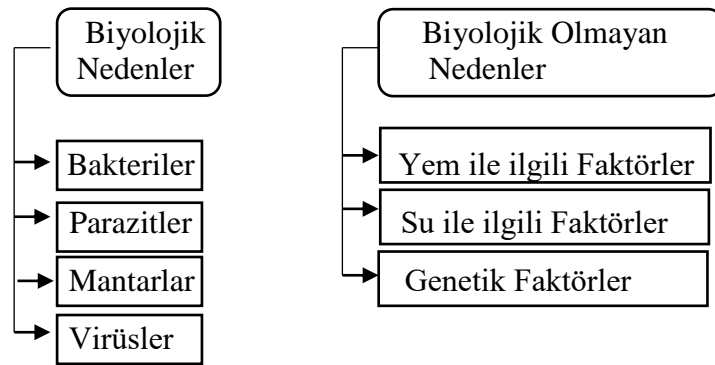 Biyolojik
Nedenler
Bakteriler
Parazitler
Mantarlar
Virüsler
Biyolojik Olmayan
Nedenler
Yem ile ilgili Faktörler
Su ile ilgili Faktörler
Genetik Faktörler